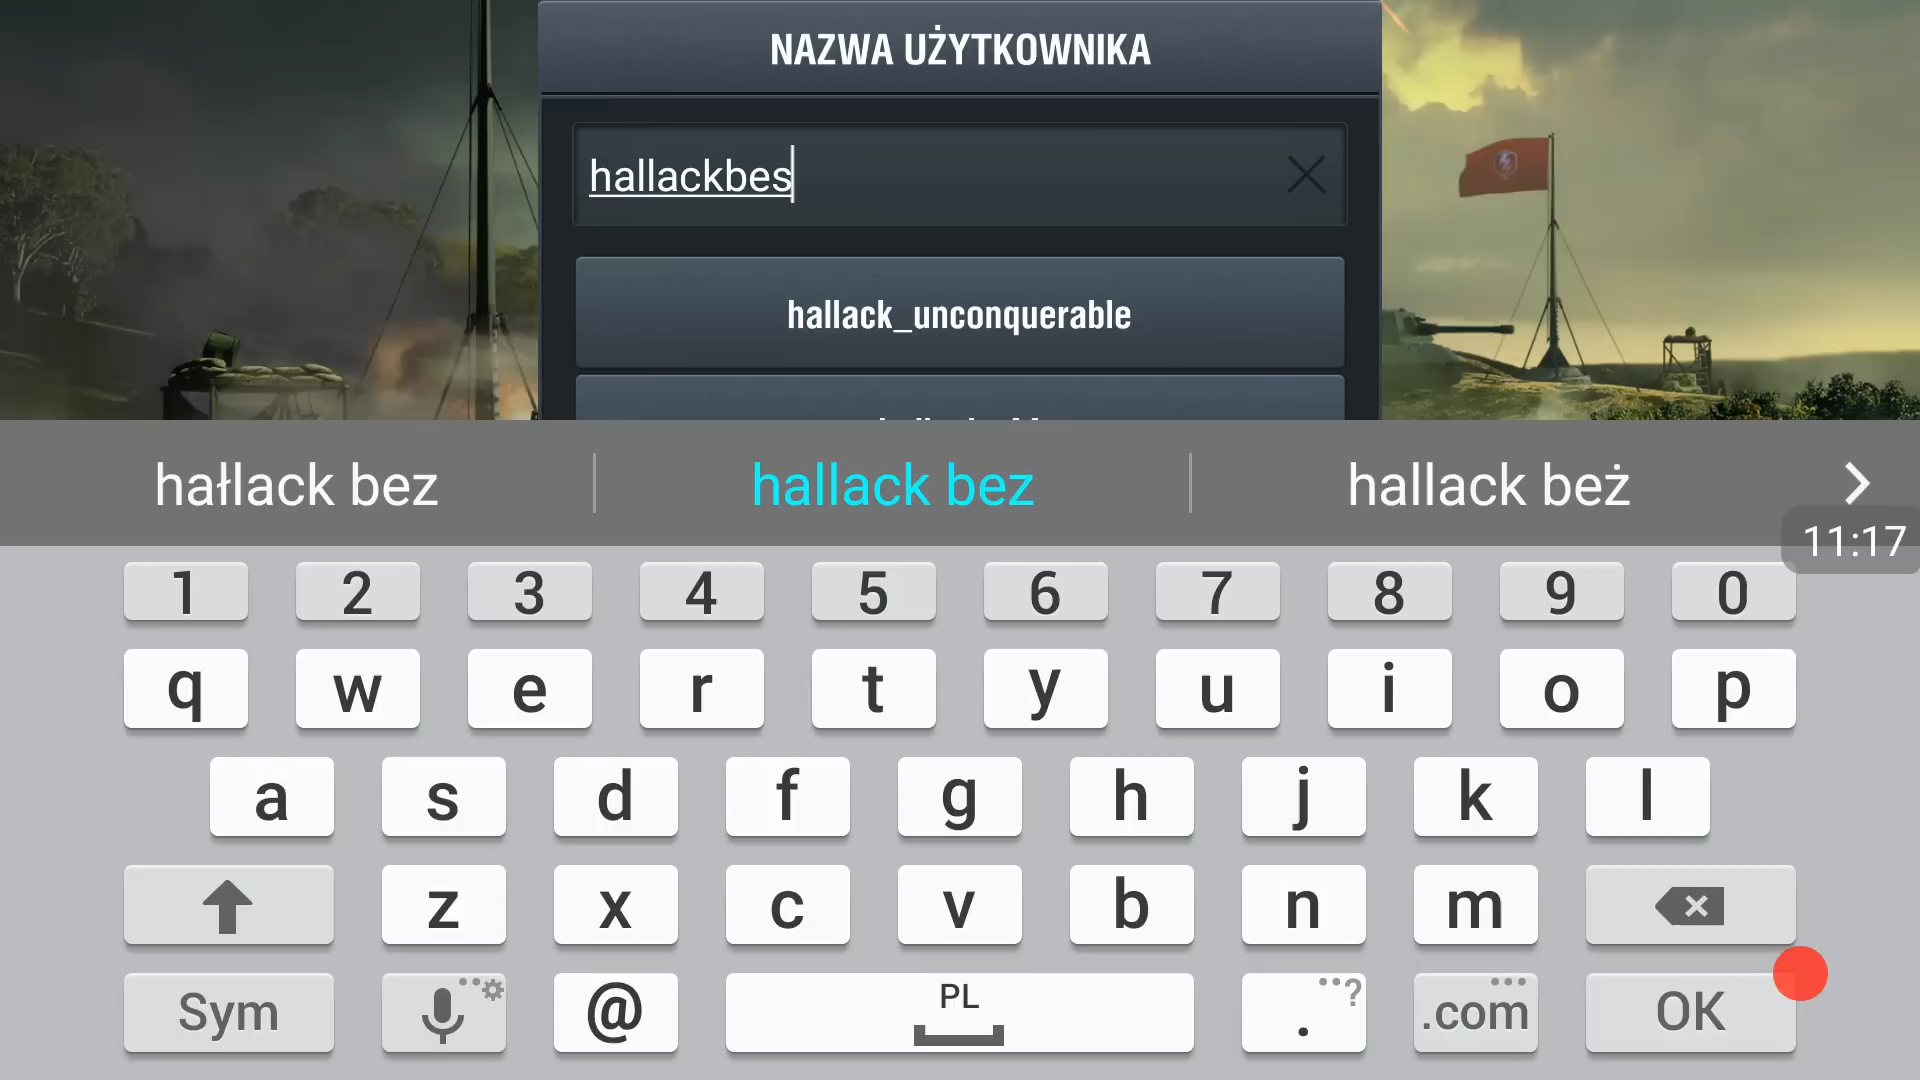 NAZWA UŻYTKOWNIKA
hallackbes
hallack_unconquerable
hałlack bez
hallack bez
hallack beż
11:17
1 2 3 4 5 6 7 8 9 0
q w e r t y u i o p
a s d f g h j k l
z x c v b n m
Sym @ PL . ? .com OK